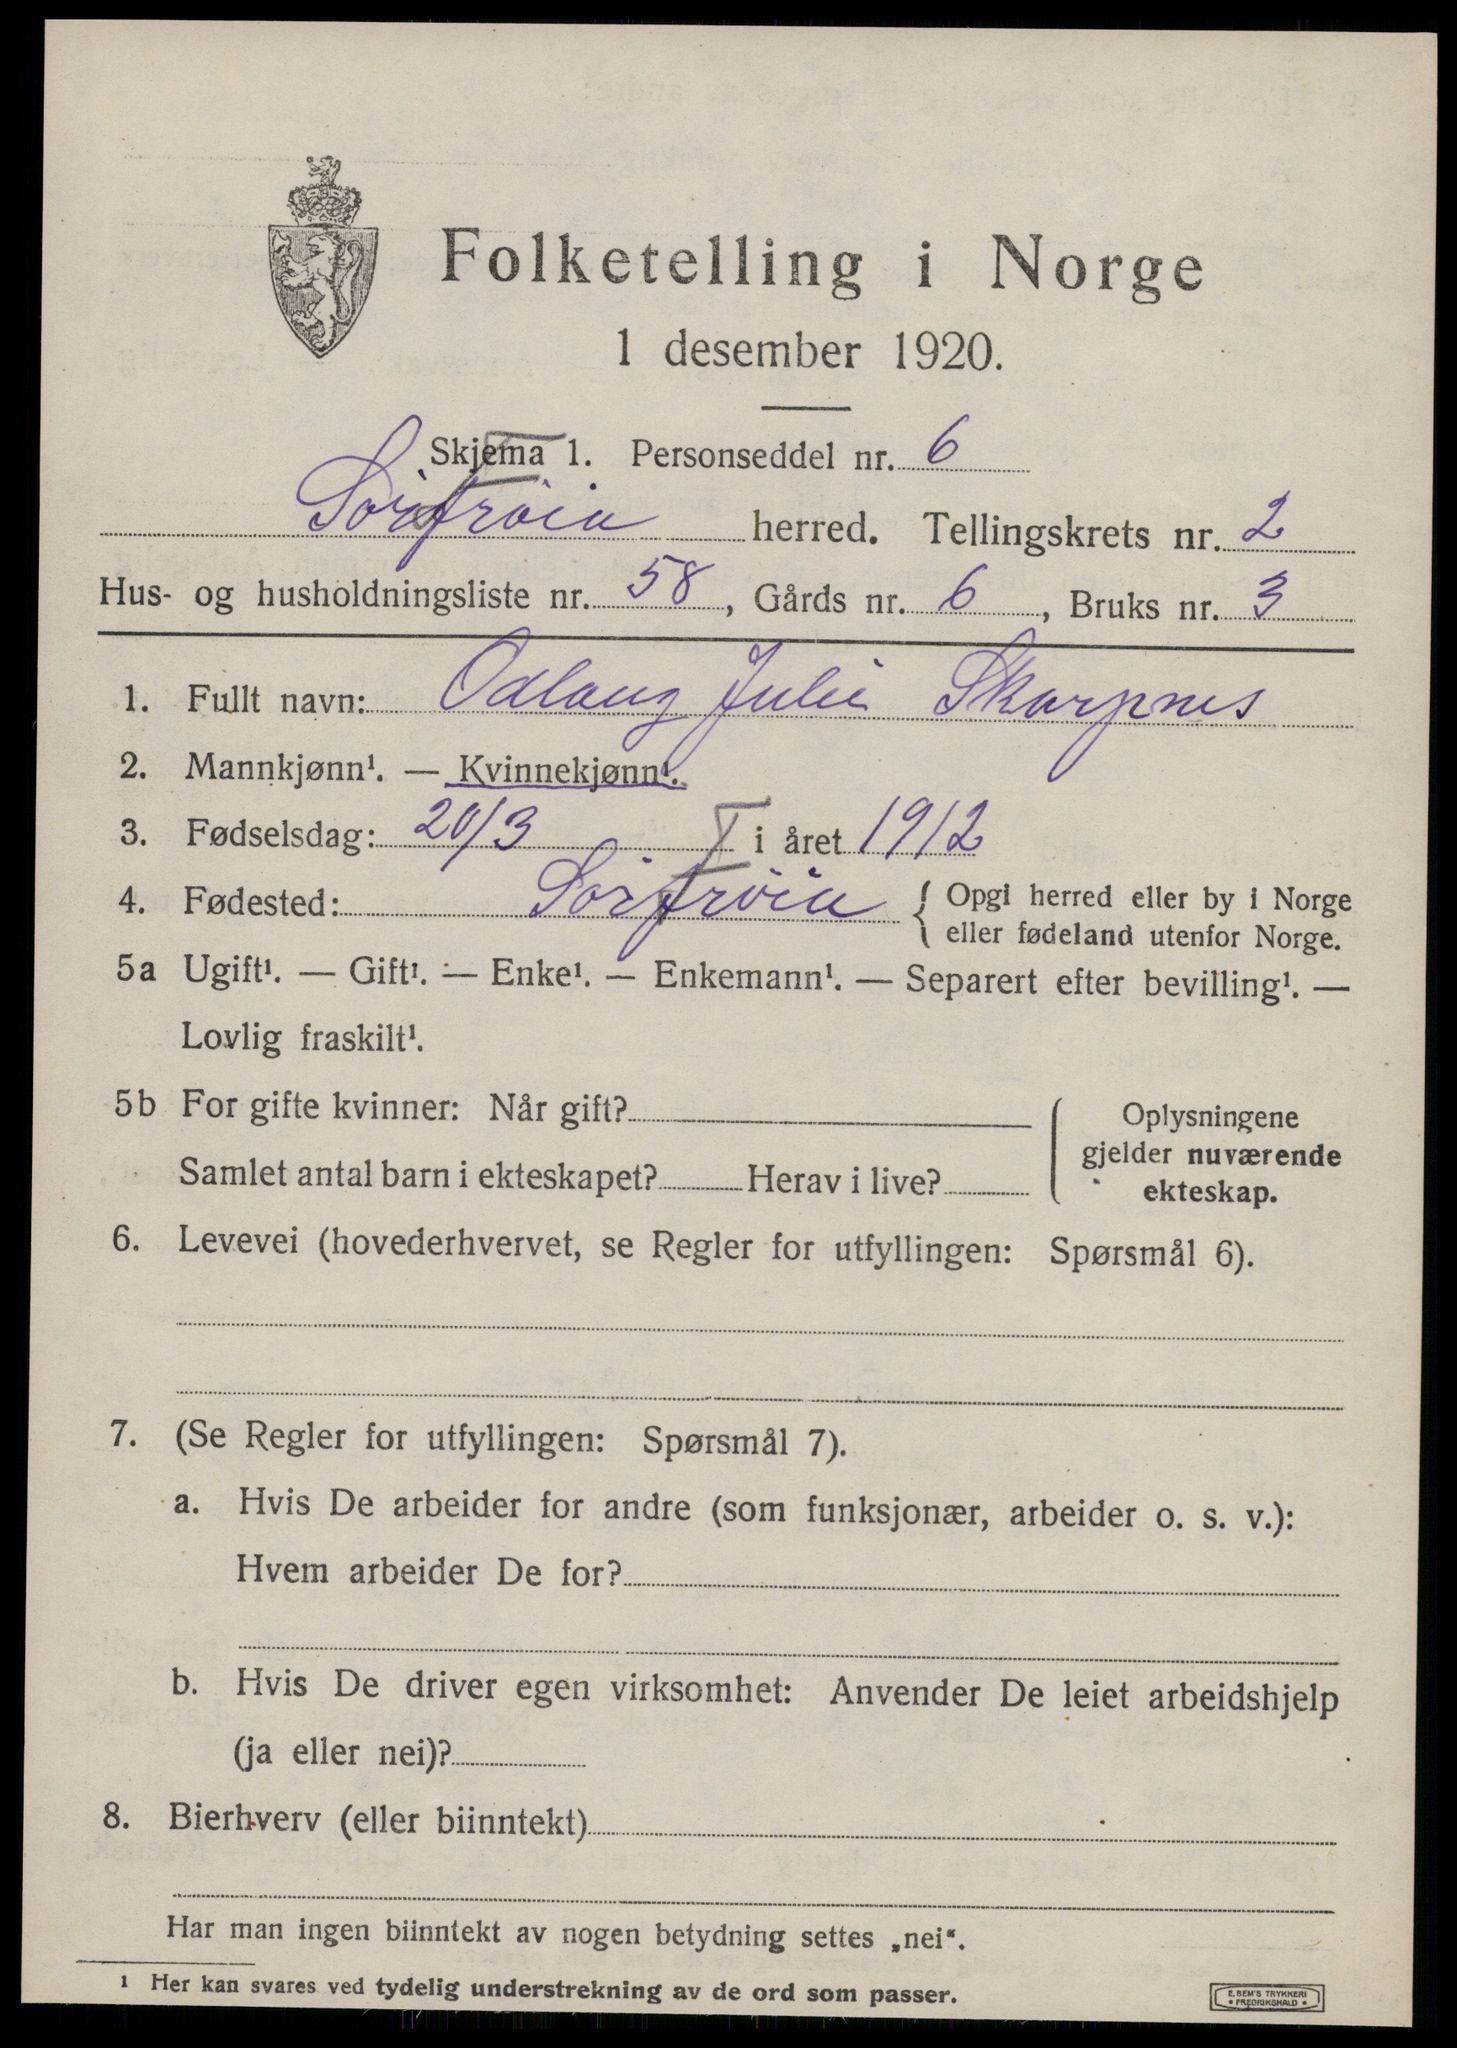 Folketelling i Norge
1 desember 1920.
Skjema 1. Personseddel nr. 6
Sörfröia herred. Tellingskrets nr. 2
Hus- og husholdningsliste nr. 58, Gårds nr. 6, Bruks nr. 3
1. Fullt navn: Odlaug Julie Skarpnes
2. Mannkjønn¹. — Kvinnekjønn¹.
3. Fødselsdag: 20/3 i året 1912
4. Fødested: Sörfröia { Opgi herred eller by i Norge
eller fødeland utenfor Norge.
5a Ugift¹. — Gift¹. — Enke¹. — Enkemann¹. — Separert efter bevilling¹. —
Lovlig fraskilt¹.
5b For gifte kvinner: Når gift?
Samlet antal barn i ekteskapet? Herav i live?
Oplysningene
gjelder nuværende
ekteskap.
6. Levevei (hovederhvervet, se Regler for utfyllingen: Spørsmål 6).
7. (Se Regler for utfyllingen: Spørsmål 7).
a. Hvis De arbeider for andre (som funksjonær, arbeider o. s. v.):
Hvem arbeider De for?
b. Hvis De driver egen virksomhet: Anvender De leiet arbeidshjelp
(ja eller nei)?
8. Bierhverv (eller biinntekt)
Har man ingen biinntekt av nogen betydning settes „nei".
1 Her kan svares ved tydelig understrekning av de ord som passer.
E. SEM'S TRYKKERI
• FREDRIKSHALD •